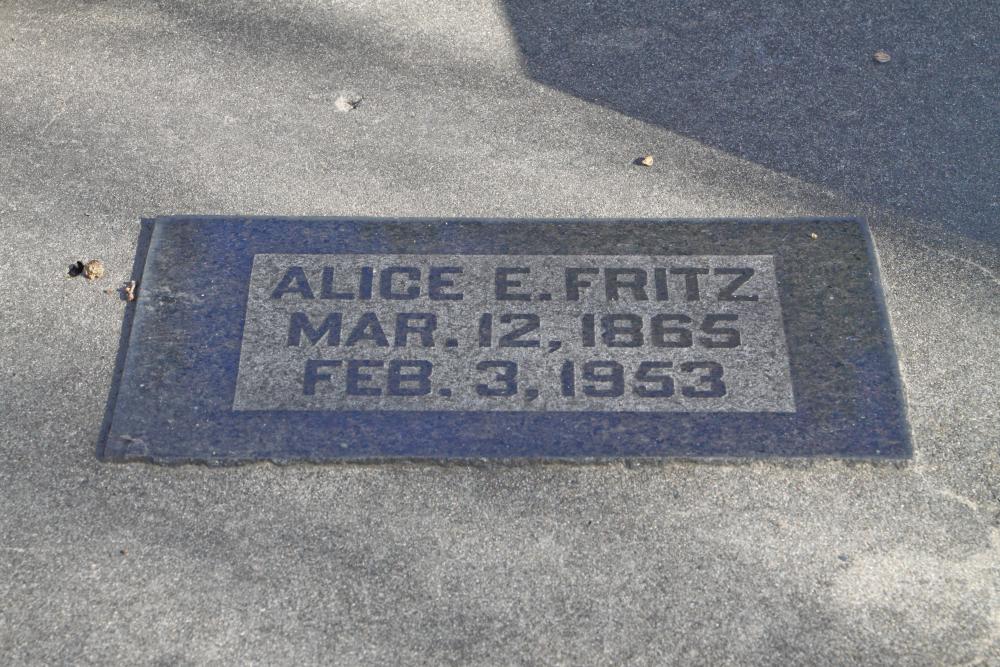 ALICE E. FRITZ
MAR. 12, 1865
FEB. 3, 1953